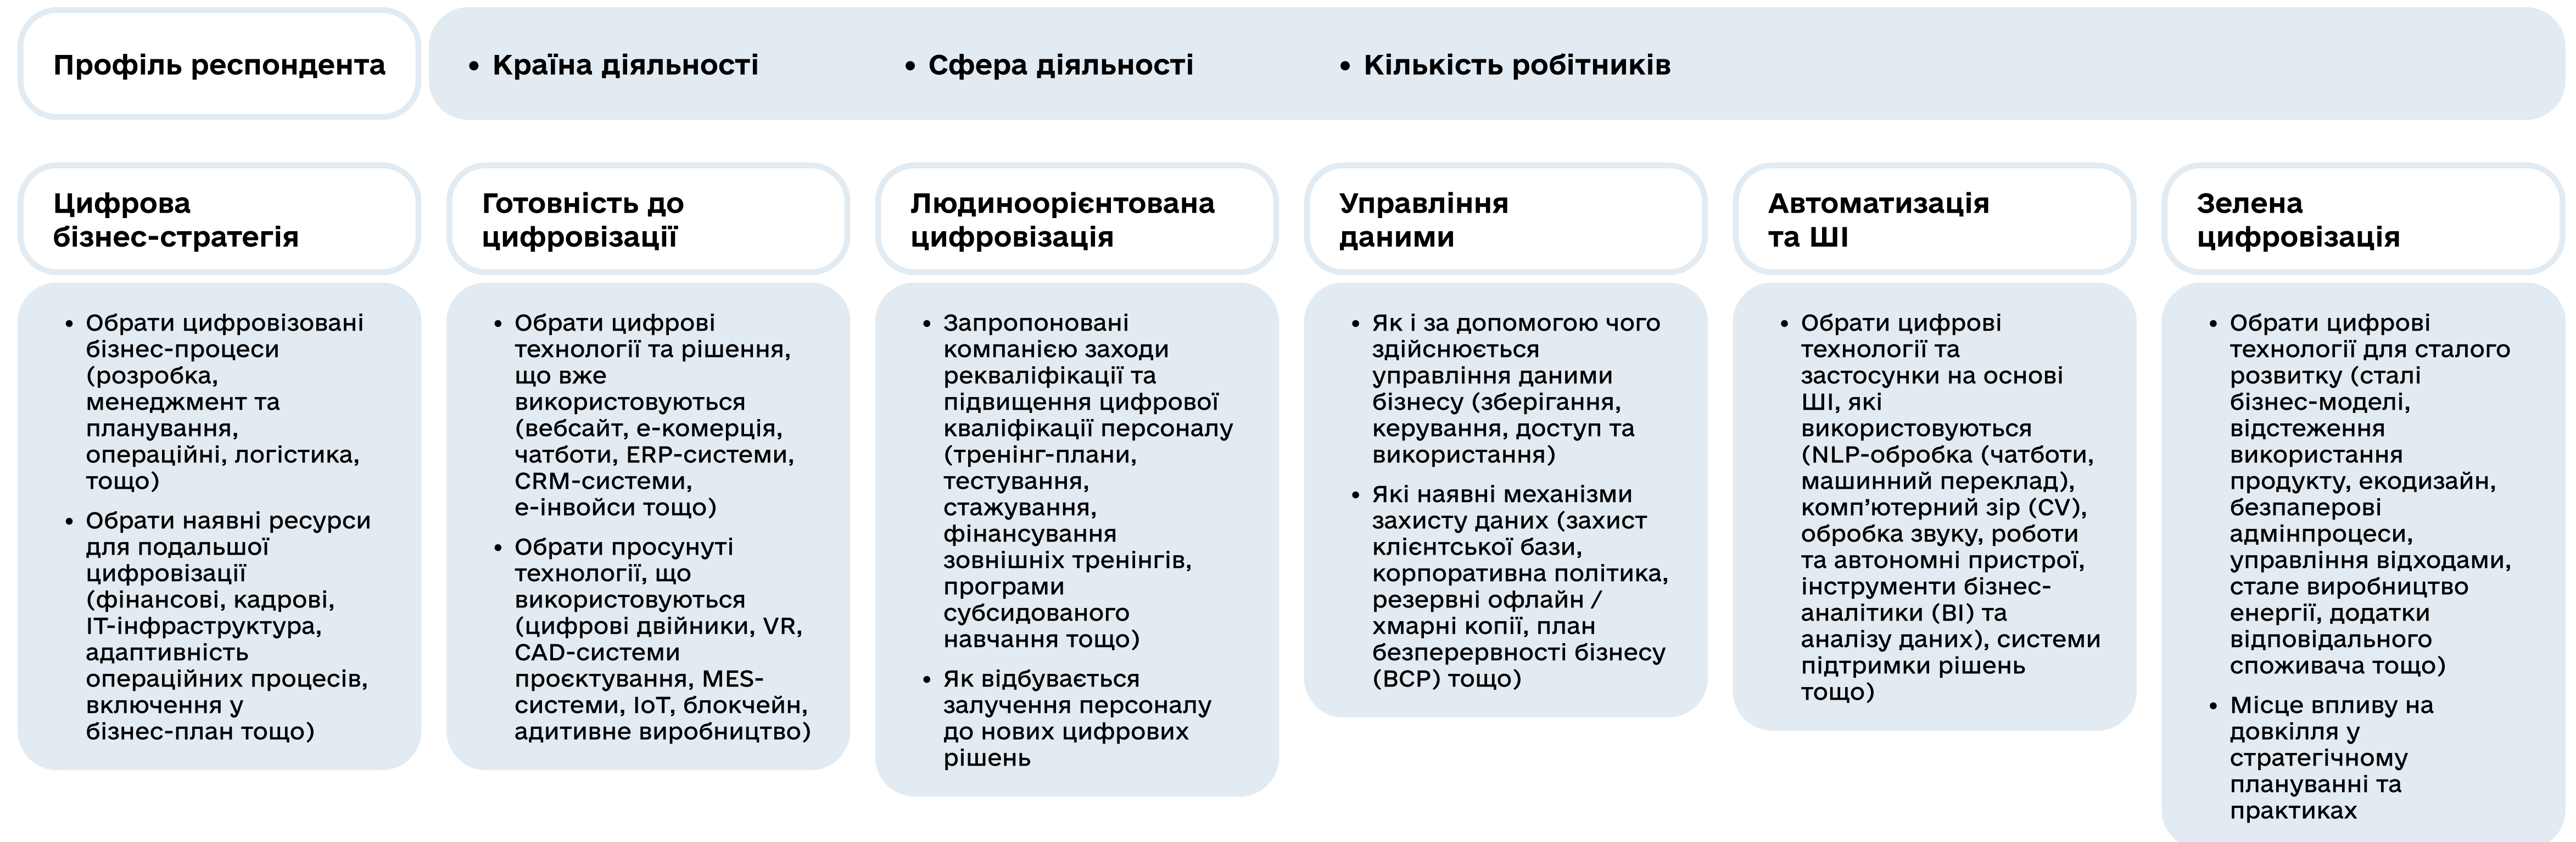 Профіль респондента
• Країна діяльності
• Сфера діяльності
• Кількість робітників
Цифрова
бізнес-стратегія
• Обрати цифровізовані
бізнес-процеси
(розробка,
менеджмент та
планування,
операційні, логістика,
тощо)
• Обрати наявні ресурси
для подальшої
цифровізації
(фінансові, кадрові,
ІТ-інфраструктура,
адаптивність
операційних процесів,
включення у
бізнес-план тощо)
Готовність до
цифровізації
• Обрати цифрові
технології та рішення,
що вже
використовуються
(вебсайт, е-комерція,
чатботи, ERP-системи,
CRM-системи,
е-інвойси тощо)
• Обрати просунуті
технології, що
використовуються
(цифрові двійники, VR,
CAD-системи
проєктування, MES-
системи, IoT, блокчейн,
адитивне виробництво)
Людиноорієнтована
цифровізація
• Запропоновані
компанією заходи
рекваліфікації та
підвищення цифрової
кваліфікації персоналу
(тренінг-плани,
тестування,
стажування,
фінансування
зовнішніх тренінгів,
програми
субсидованого
навчання тощо)
• Як відбувається
залучення персоналу
до нових цифрових
рішень
Управління
даними
• Як і за допомогою чого
здійснюється
управління даними
бізнесу (зберігання,
керування, доступ та
використання)
• Які наявні механізми
захисту даних (захист
клієнтської бази,
корпоративна політика,
резервні офлайн /
хмарні копії, план
безперервності бізнесу
(BCP) тощо)
Автоматизація
та ШІ
• Обрати цифрові
технології та
застосунки на основі
ШІ, які
використовуються
(NLP-обробка (чатботи,
машинний переклад),
комп’ютерний зір (CV),
обробка звуку, роботи
та автономні пристрої,
інструменти бізнес-
аналітики (BI) та
аналізу даних), системи
підтримки рішень
тощо)
Зелена
цифровізація
• Обрати цифрові
технології для сталого
розвитку (сталі
бізнес-моделі,
відстеження
використання
продукту, екодизайн,
безпаперові
адмінпроцеси,
управління відходами,
стале виробництво
енергії, додатки
відповідального
споживача тощо)
• Місце впливу на
довкілля у
стратегічному
плануванні та
практиках